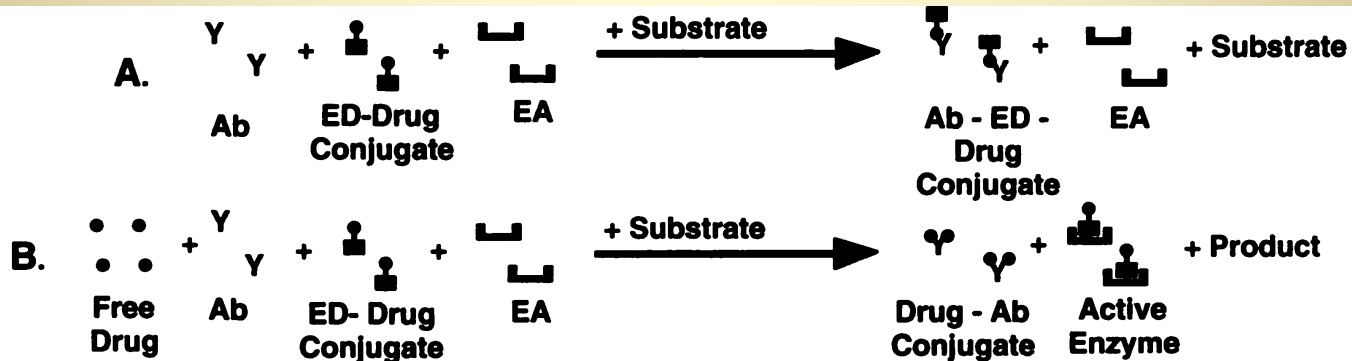 A.
Y Y + + + Substrate Y Y + + Substrate
Ab
ED-Drug
Conjugate
EA
Ab - ED -
Drug
Conjugate
EA
B.
+ Y Y + + + Substrate Y Y + + Product
Free
Drug
Ab
ED- Drug
Conjugate
EA
Drug - Ab
Conjugate
Active
Enzyme